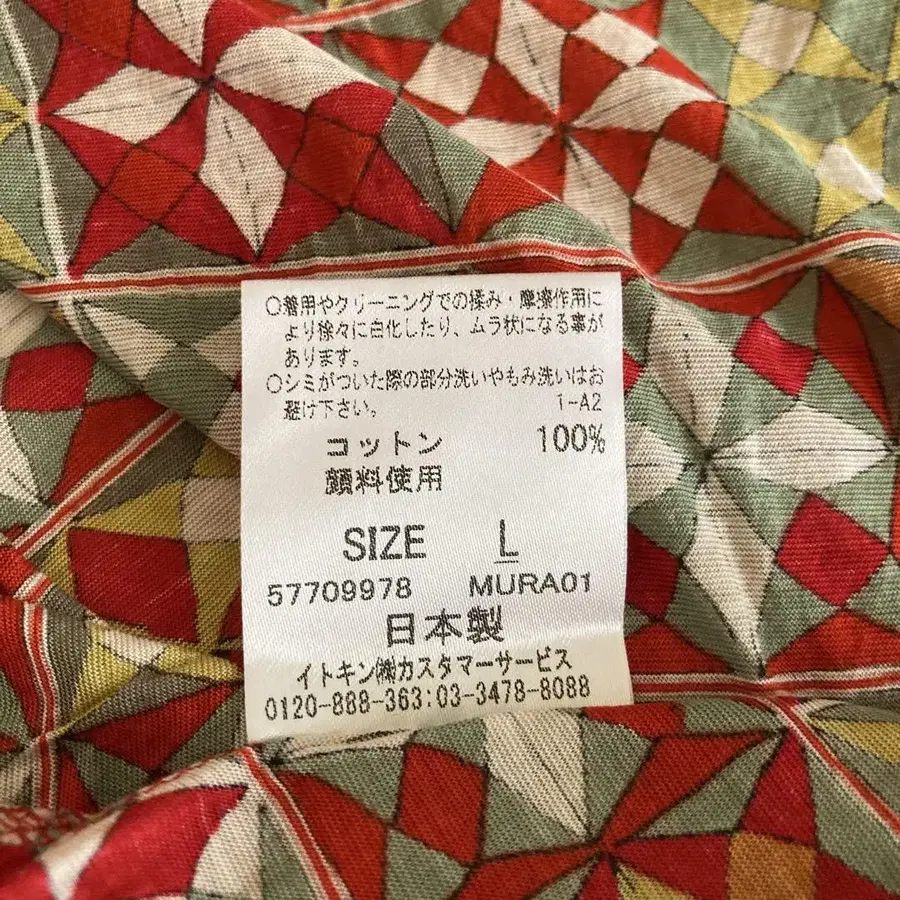 ○着用やクリーニングでの揉み・摩擦作用に
より徐々に白化したり、ムラ状になる事が
あります。
○シミがついた際の部分洗いやもみ洗いはお
避け下さい。 1-A2
コットン 100%
顔料使用
SIZE L
57709978 MURA01
日本製
イトキン㈱カスタマーサービス
0120-888-363:03-3478-8088